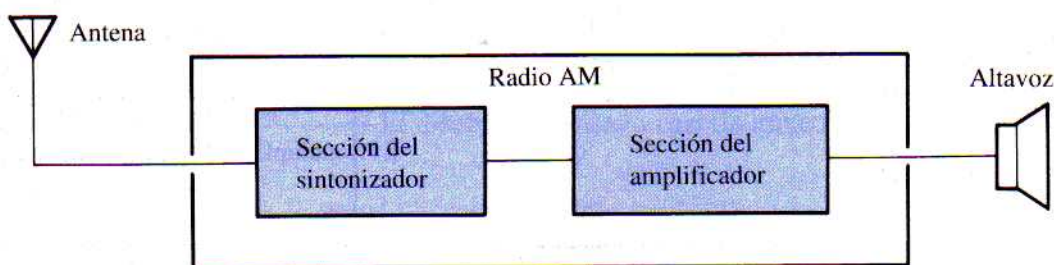 Antena
Radio AM
Altavoz
Sección del
sintonizador
Sección del
amplificador